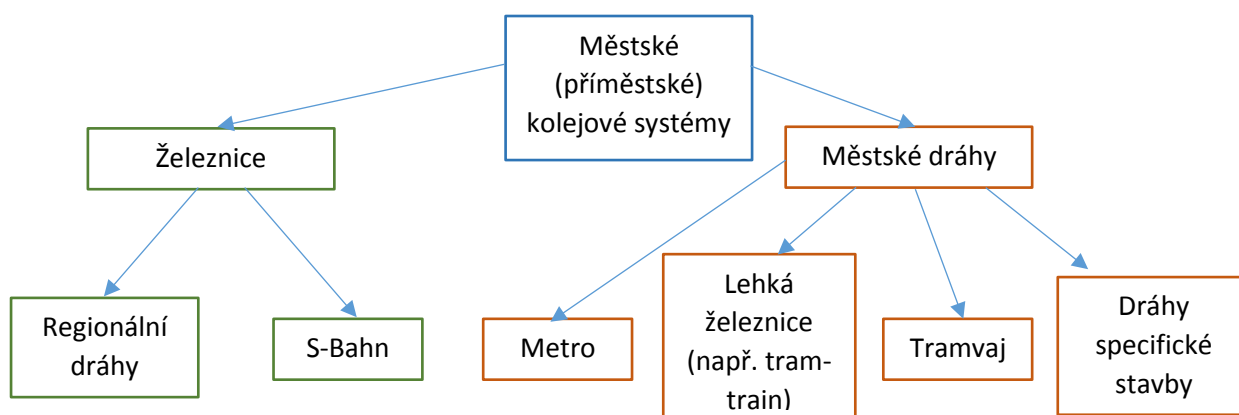 Městské
(příměstské)
kolejové systémy
Železnice
Městské dráhy
Regionální
dráhy
S-Bahn
Metro
Lehká
železnice
(např. tram-
train)
Tramvaj
Dráhy
specifické
stavby